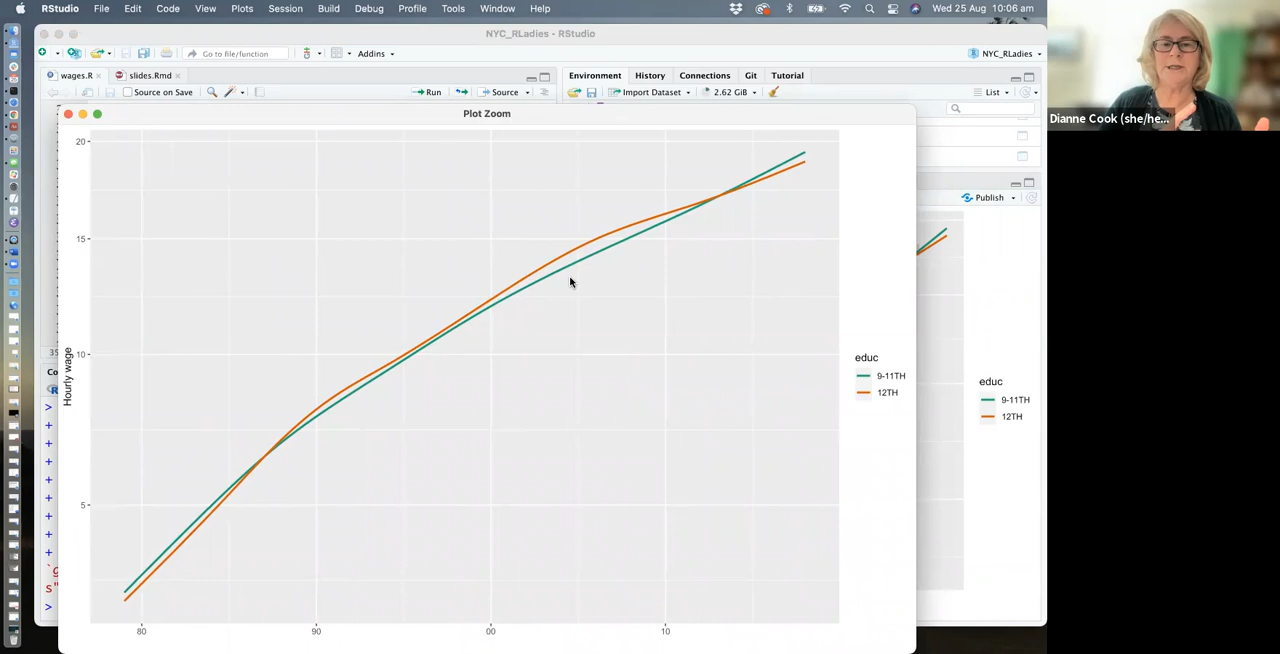 RStudio File Edit Code View Plots Session Build Debug Profile Tools Window Help Wed 25 Aug 10:06 am
NYC_RLadies - RStudio
Go to file/function Addins NYC_RLadies
wages.R slides.Rmd
Environment History Connections Git Tutorial
Source on Save Run Source
Import Dataset 2.62 GiB List
Plot Zoom
Dianne Cook (she/he...
Publish
20
15
10
5
Hourly wage
80 90 00 10
educ
9-11TH
12TH
educ
9-11TH
12TH
35
Co
>
+
+
+
+
+
+
+
+
s"
>